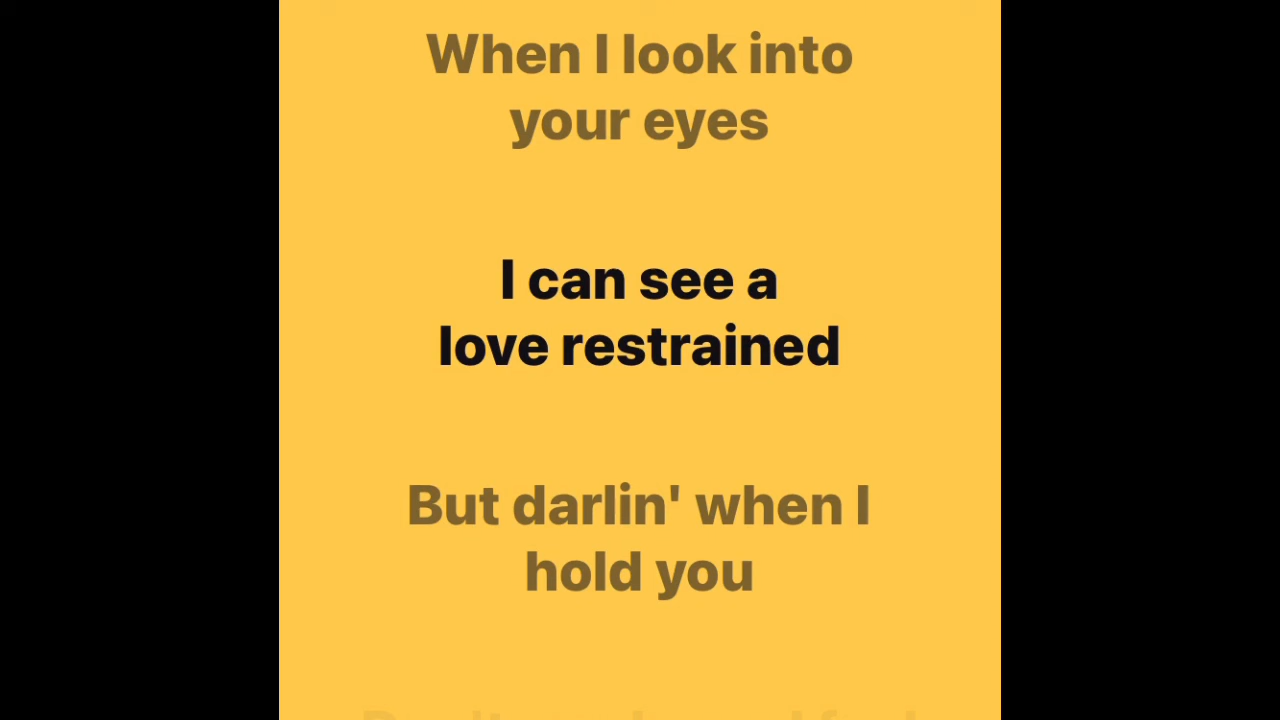 When I look into
your eyes
I can see a
love restrained
But darlin' when I
hold you